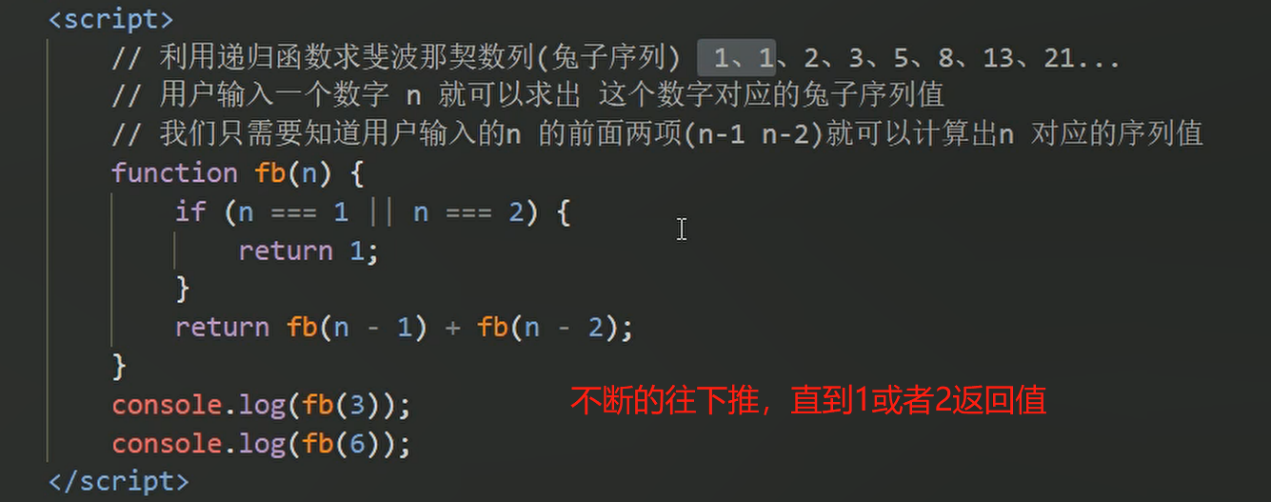 <script>
// 利用递归函数求斐波那契数列(兔子序列)  1、1、2、3、5、8、13、21...
// 用户输入一个数字 n 就可以求出 这个数字对应的兔子序列值
// 我们只需要知道用户输入的n 的前面两项(n-1 n-2)就可以计算出n 对应的序列值
function fb(n) {
if (n === 1 || n === 2) {
return 1;
}
return fb(n - 1) + fb(n - 2);
}
console.log(fb(3)); 不断的往下推，直到1或者2返回值
console.log(fb(6));
</script>